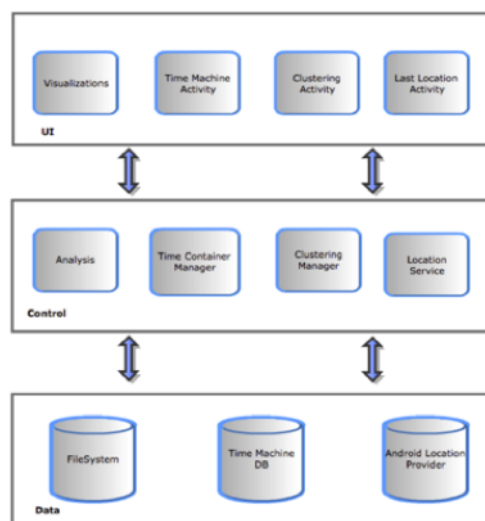 Visualizations
Time Machine
Activity
Clustering
Activity
Last Location
Activity
UI
Analysis
Time Container
Manager
Clustering
Manager
Location
Service
Control
FileSystem
Time Machine
DB
Android Location
Provider
Data